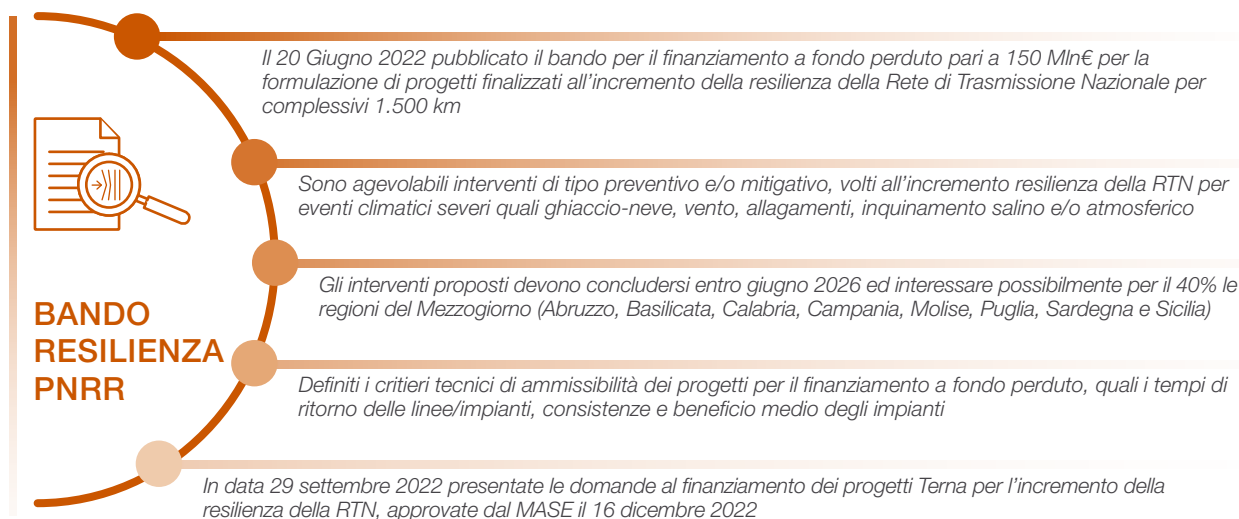 Il 20 Giugno 2022 pubblicato il bando per il finanziamento a fondo perduto pari a 150 Mln€ per la
formulazione di progetti finalizzati all'incremento della resilienza della Rete di Trasmissione Nazionale per
complessivi 1.500 km
Sono agevolabili interventi di tipo preventivo e/o mitigativo, volti all'incremento resilienza della RTN per
eventi climatici severi quali ghiaccio-neve, vento, allagamenti, inquinamento salino e/o atmosferico
Gli interventi proposti devono concludersi entro giugno 2026 ed interessare possibilmente per il 40% le
regioni del Mezzogiorno (Abruzzo, Basilicata, Calabria, Campania, Molise, Puglia, Sardegna e Sicilia)
BANDO
RESILIENZA
PNRR
Definiti i criteri tecnici di ammissibilità dei progetti per il finanziamento a fondo perduto, quali i tempi di
ritorno delle linee/impianti, consistenze e beneficio medio degli impianti
In data 29 settembre 2022 presentate le domande al finanziamento dei progetti Terna per l'incremento della
resilienza della RTN, approvate dal MASE il 16 dicembre 2022